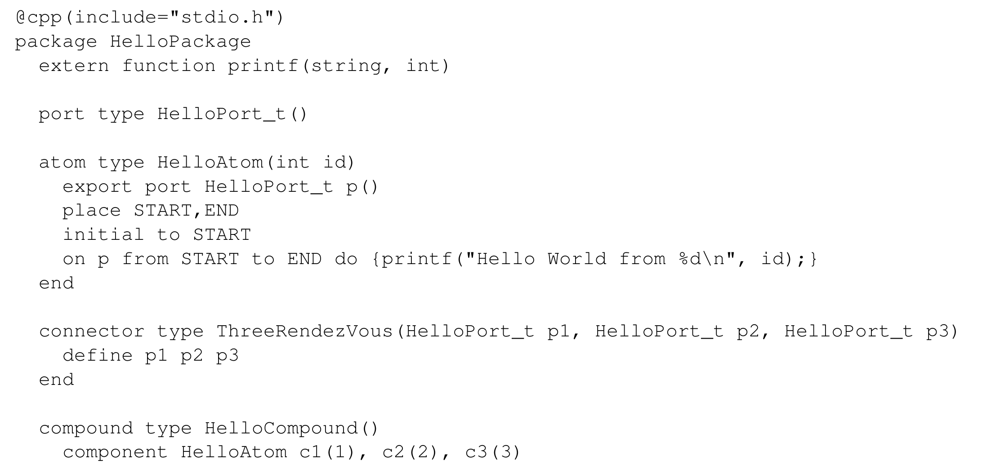 @cpp(include="stdio.h")
package HelloPackage
  extern function printf(string, int)

  port type HelloPort_t()

  atom type HelloAtom(int id)
    export port HelloPort_t p()
    place START,END
    initial to START
    on p from START to END do {printf("Hello World from %d\n", id);}
  end

  connector type ThreeRendezVous(HelloPort_t p1, HelloPort_t p2, HelloPort_t p3)
    define p1 p2 p3
  end

  compound type HelloCompound()
    component HelloAtom c1(1), c2(2), c3(3)